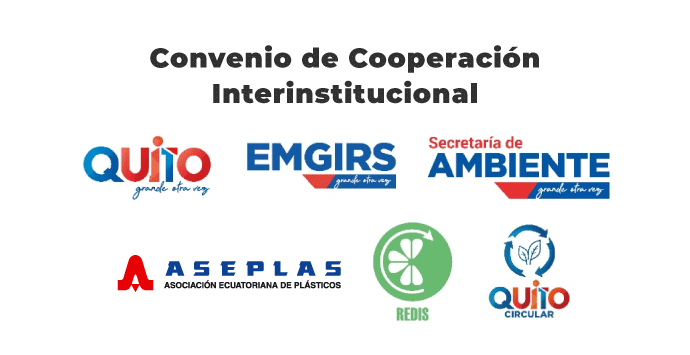 Convenio de Cooperación
Interinstitucional
QUITO
grande otra vez
EMGIRS
grande otra vez
Secretaría de
AMBIENTE
grande otra vez
ASEPLAS
ASOCIACIÓN ECUATORIANA DE PLÁSTICOS
REDIS
QUITO
CIRCULAR